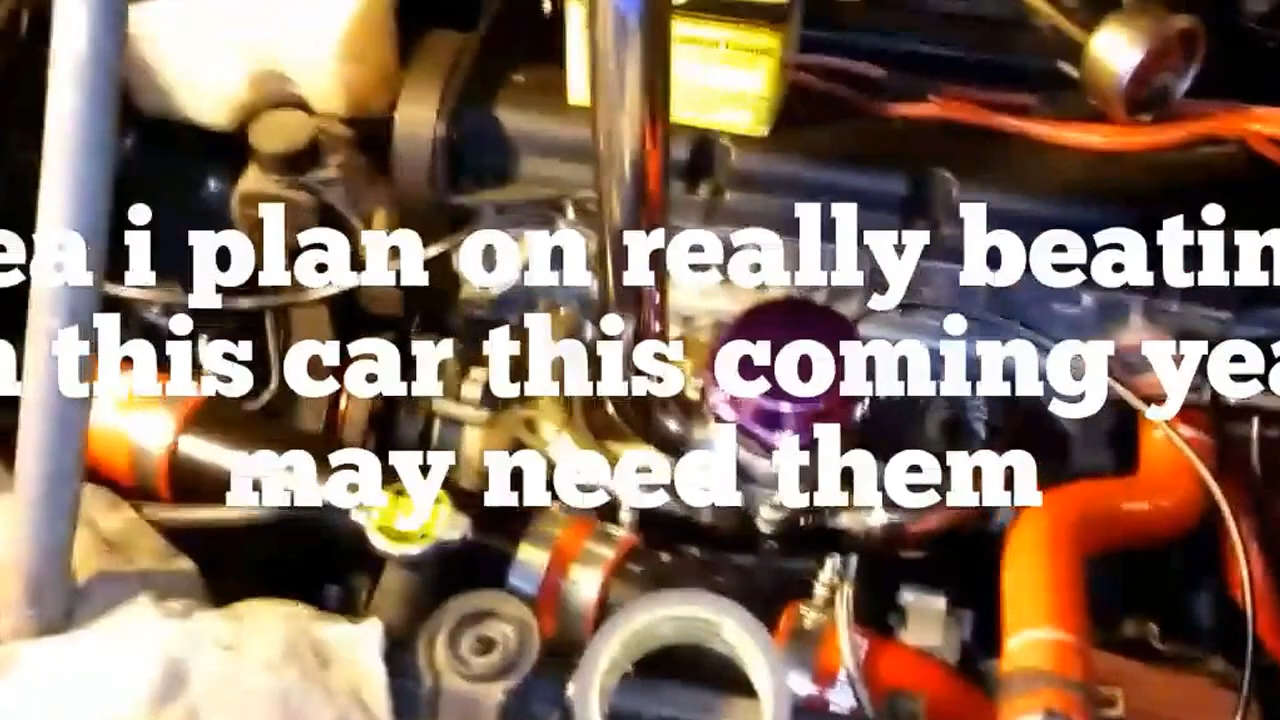 ea i plan on really beatin
this car this coming yea
may need them